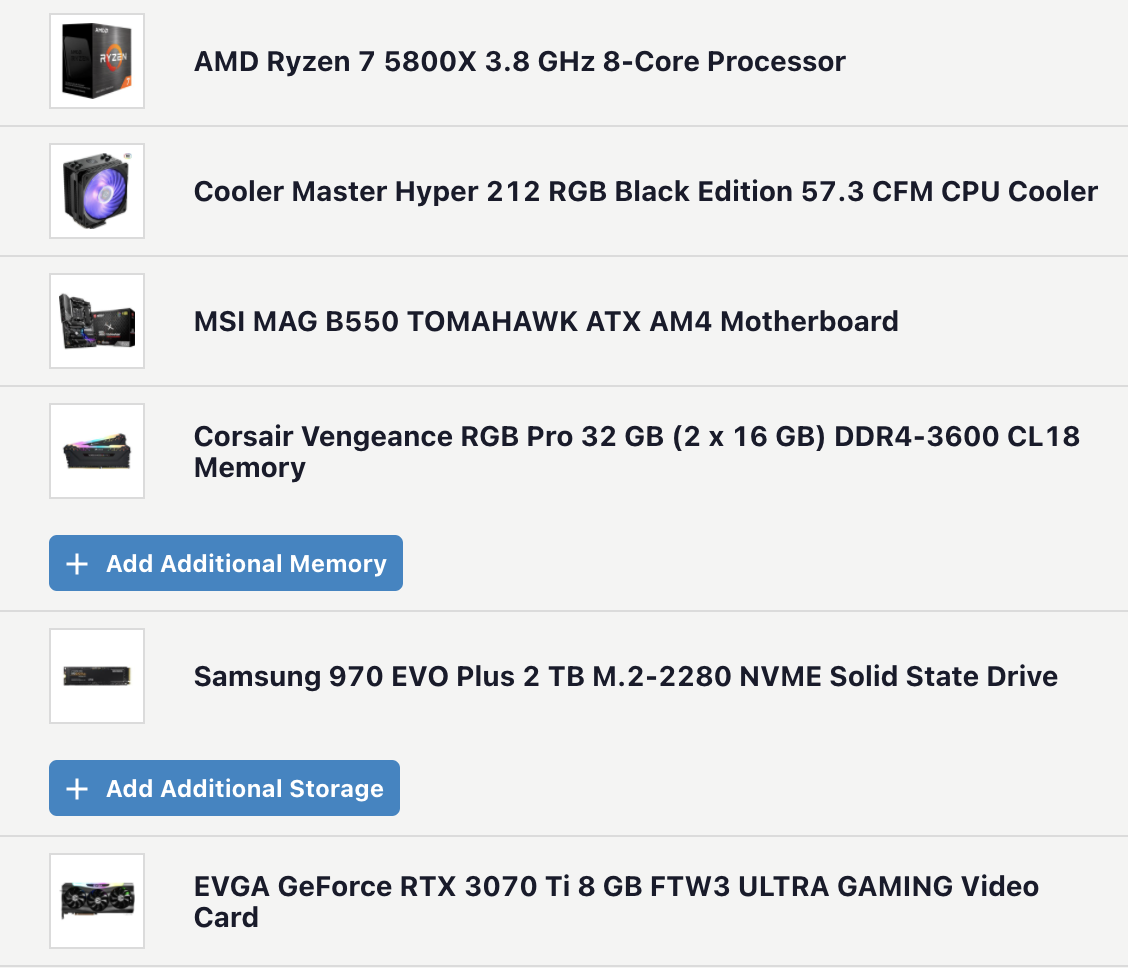 AMD
RYZEN
7
AMD Ryzen 7 5800X 3.8 GHz 8-Core Processor
Cooler Master Hyper 212 RGB Black Edition 57.3 CFM CPU Cooler
MSI MAG B550 TOMAHAWK ATX AM4 Motherboard
Corsair Vengeance RGB Pro 32 GB (2 x 16 GB) DDR4-3600 CL18
Memory
+ Add Additional Memory
Samsung 970 EVO Plus 2 TB M.2-2280 NVME Solid State Drive
+ Add Additional Storage
EVGA GeForce RTX 3070 Ti 8 GB FTW3 ULTRA GAMING Video
Card